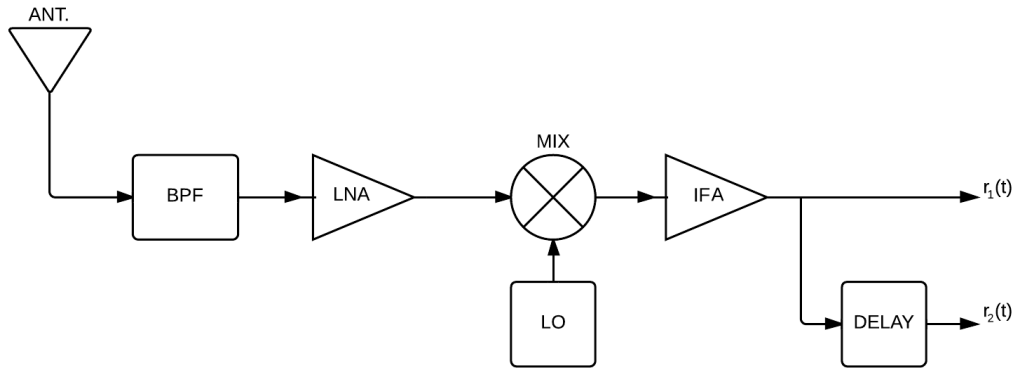 ANT.
MIX
BPF
LNA
IFA
r₁(t)
LO
DELAY
r₂(t)